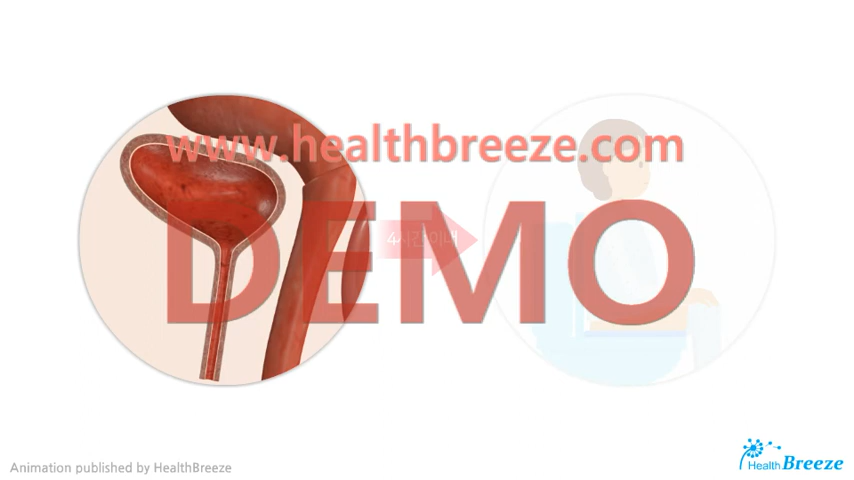 www.healthbreeze.com
DEMO
4시간 이내
Animation published by HealthBreeze
Health Breeze